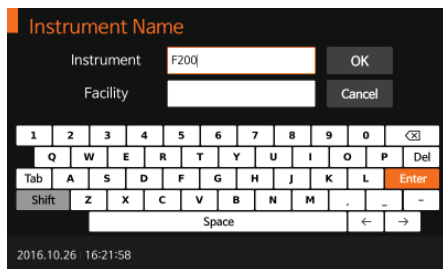 Instrument Name
Instrument F200 OK
Facility Cancel
1 2 3 4 5 6 7 8 9 0 ⌫
Q W E R T Y U I O P Del
Tab A S D F G H J K L Enter
Shift Z X C V B N M . _ -
Space ← →
2016.10.26 16:21:58